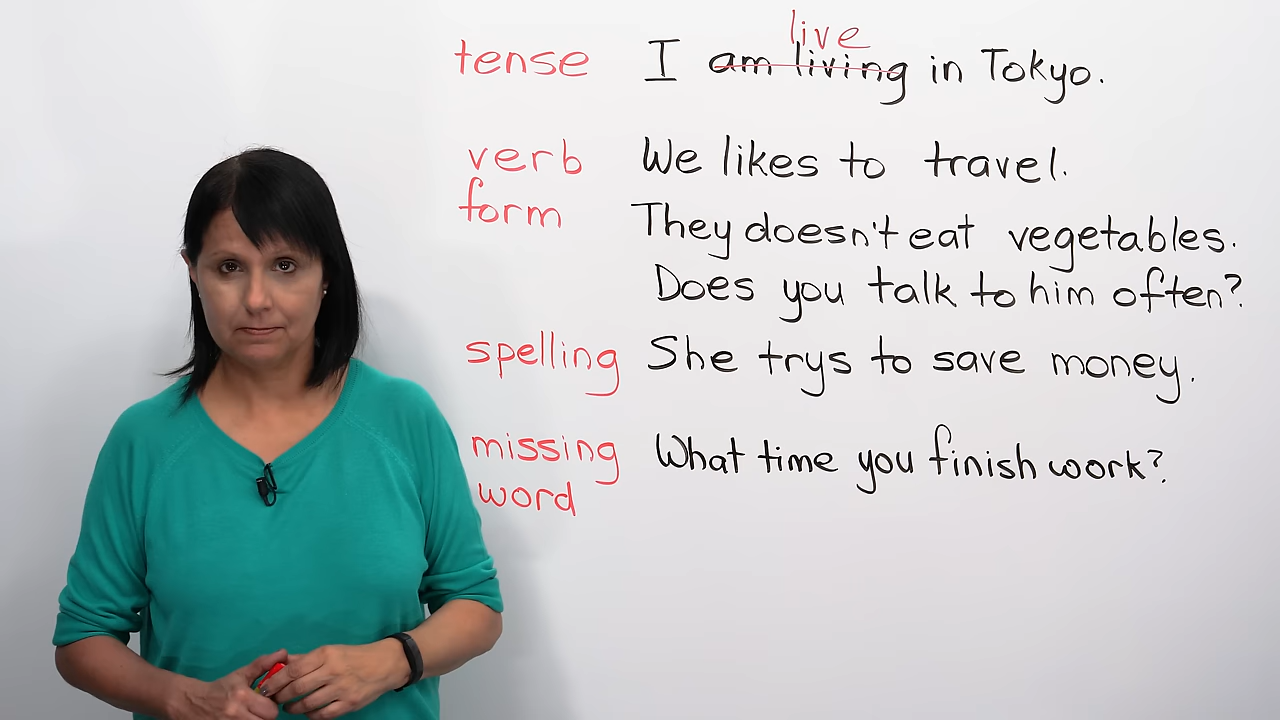 live
tense I am living in Tokyo.
verb We likes to travel.
form They doesn't eat vegetables.
Does you talk to him often?
spelling She trys to save money.
missing What time you finish work?
word